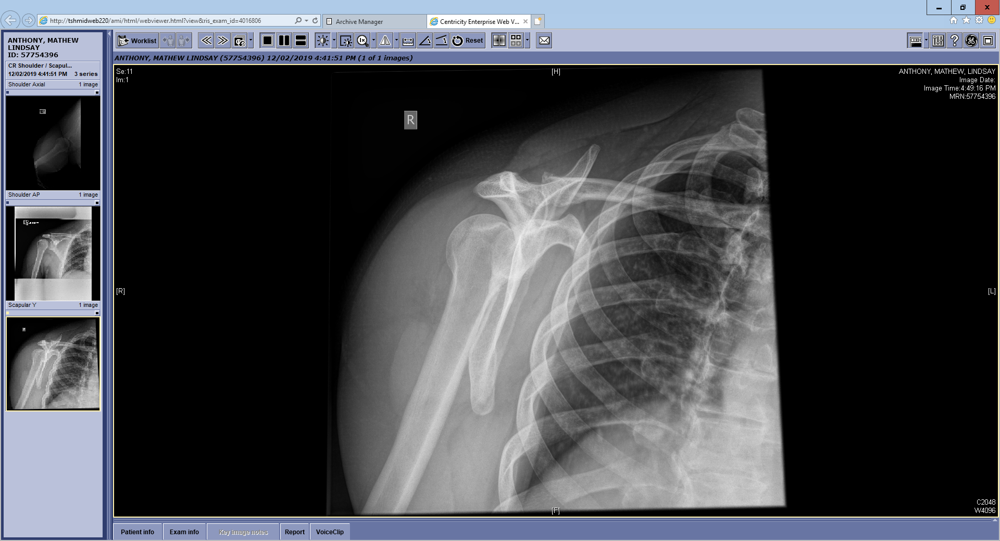 http://tshmidweb220/ami/html/webviewer.html?view&ris_exam_id=4016806
Archive Manager
Centricity Enterprise Web V...
ANTHONY, MATHEW
LINDSAY
ID: 57754396
CR Shoulder / Scapul...
12/02/2019 4:41:51 PM 3 series
Shoulder Axial 1 image
Shoulder AP 1 image
Scapular Y 1 image
Worklist
Reset
ANTHONY, MATHEW LINDSAY (57754396) 12/02/2019 4:41:51 PM (1 of 1 images)
Se:11
Im:1
[H]
ANTHONY, MATHEW, LINDSAY
Image Date:
Image Time:4:49:16 PM
MRN:57754396
R
[R]
[L]
[F]
C2048
W4096
Patient info
Exam info
Key image notes
Report
VoiceClip